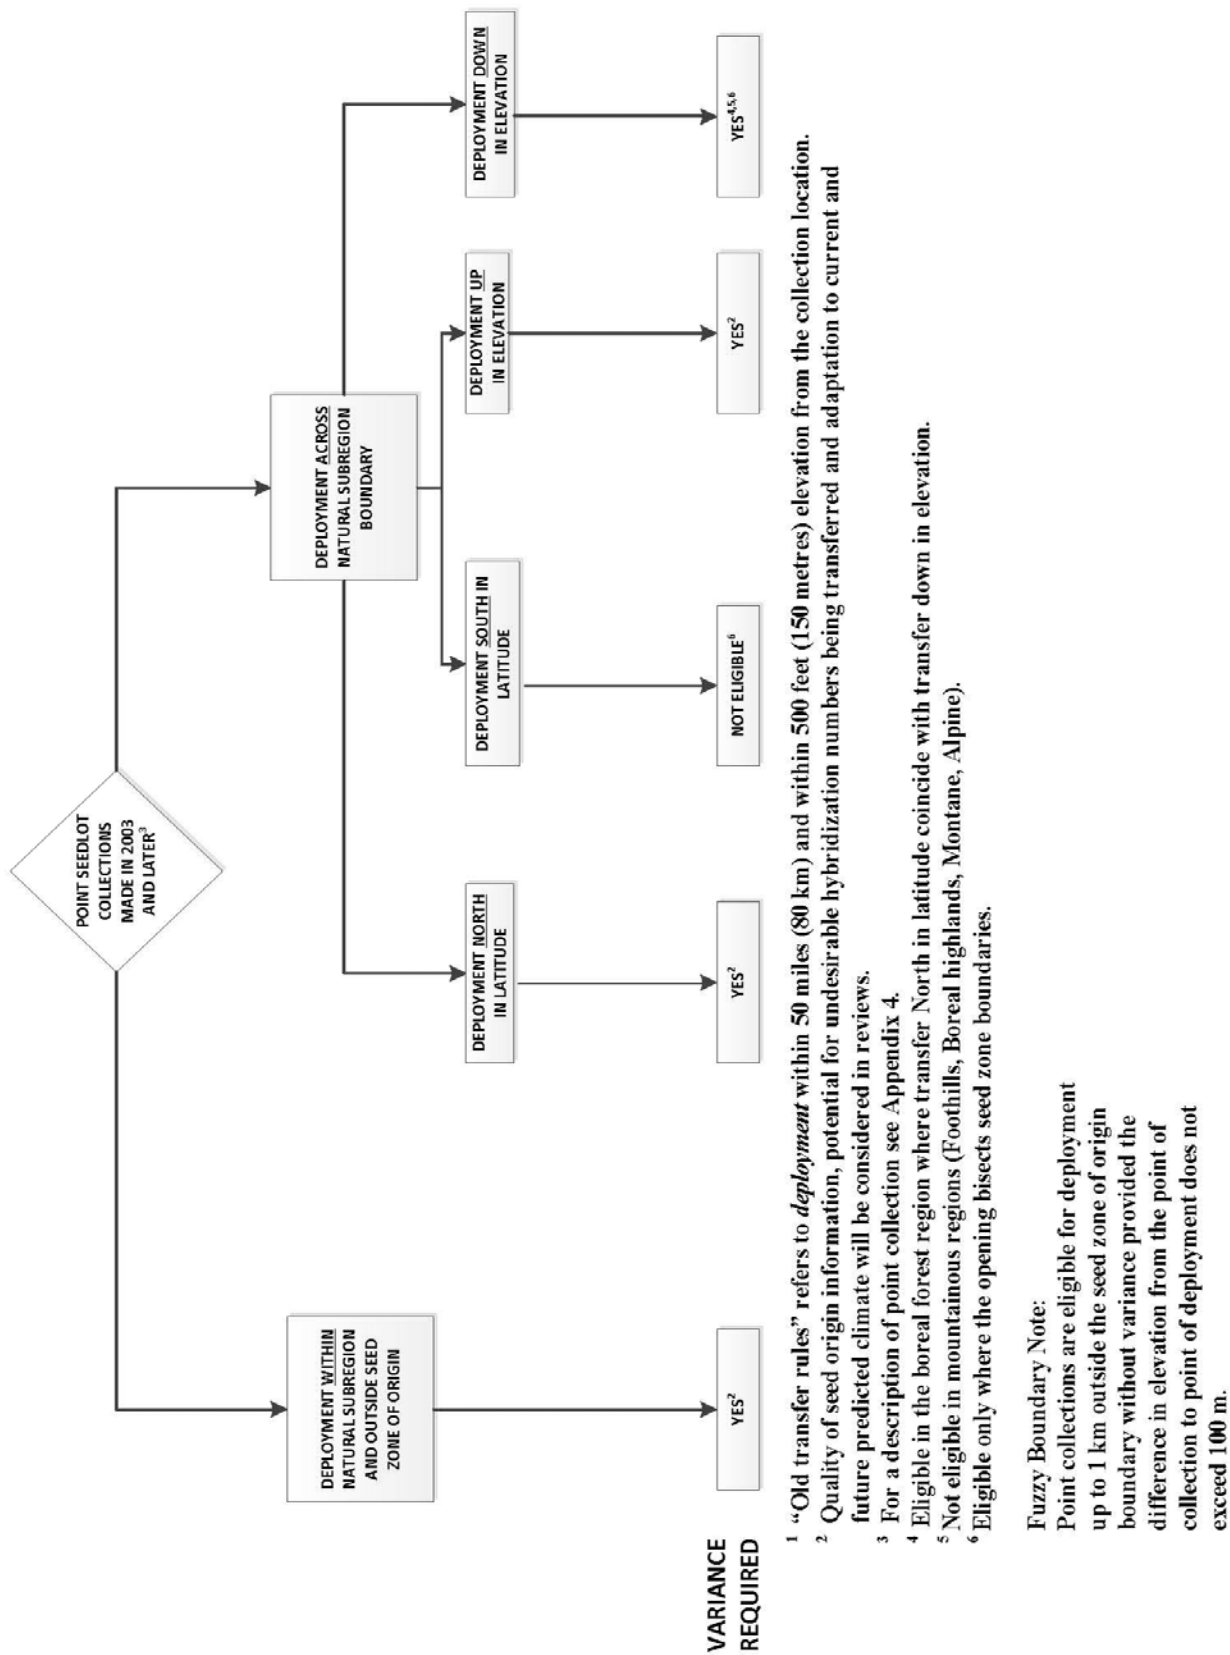 POINT SEEDLOT
COLLECTIONS
MADE IN 2003
AND LATER³
DEPLOYMENT WITHIN
NATURAL SUBREGION
AND OUTSIDE SEED
ZONE OF ORIGIN
DEPLOYMENT ACROSS
NATURAL SUBREGION
BOUNDARY
DEPLOYMENT NORTH
IN LATITUDE
DEPLOYMENT SOUTH IN
LATITUDE
DEPLOYMENT UP
IN ELEVATION
DEPLOYMENT DOWN
IN ELEVATION
VARIANCE
REQUIRED
YES²
YES²
NOT ELIGIBLE⁶
YES²
YES⁴,⁵,⁶
¹ “Old transfer rules” refers to deployment within 50 miles (80 km) and within 500 feet (150 metres) elevation from the collection location.
² Quality of seed origin information, potential for undesirable hybridization numbers being transferred and adaptation to current and
future predicted climate will be considered in reviews.
³ For a description of point collection see Appendix 4.
⁴ Eligible in the boreal forest region where transfer North in latitude coincide with transfer down in elevation.
⁵ Not eligible in mountainous regions (Foothills, Boreal highlands, Montane, Alpine).
⁶ Eligible only where the opening bisects seed zone boundaries.
Fuzzy Boundary Note:
Point collections are eligible for deployment
up to 1 km outside the seed zone of origin
boundary without variance provided the
difference in elevation from the point of
collection to point of deployment does not
exceed 100 m.